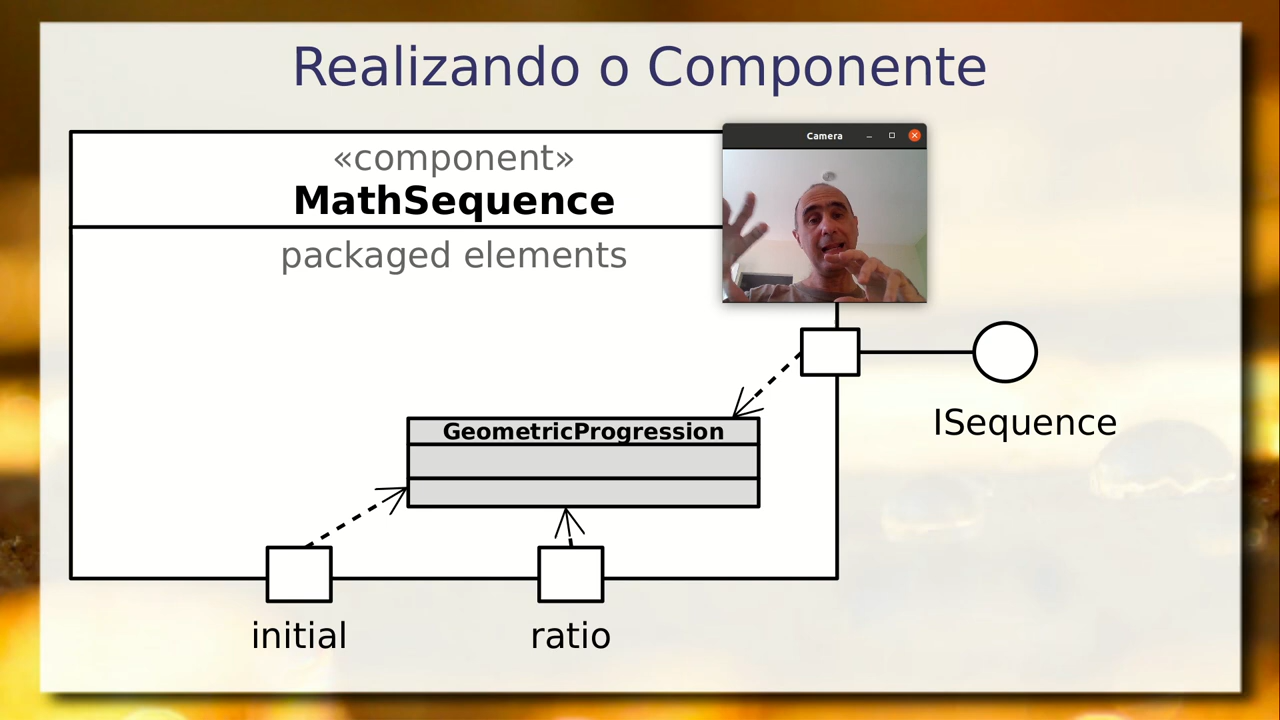 Realizando o Componente
«component»
MathSequence
packaged elements
Camera
GeometricProgression
ISequence
initial
ratio